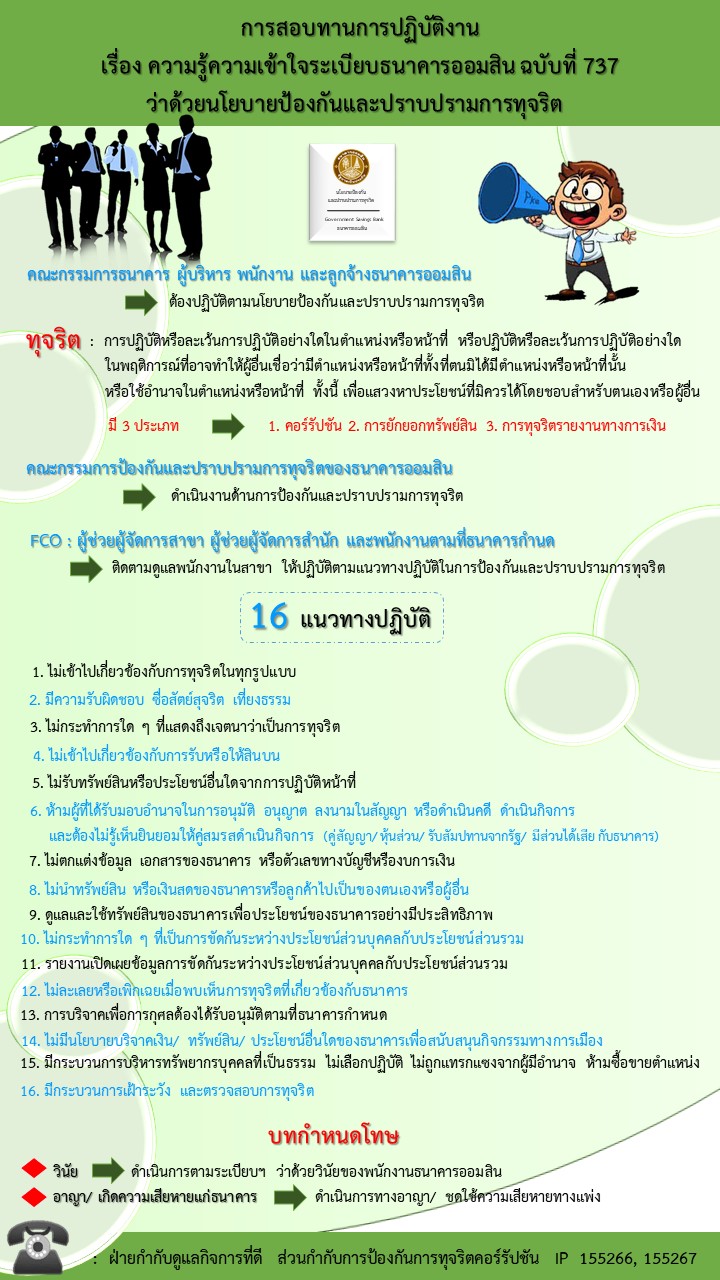 การสอบทานการปฏิบัติงาน
เรื่อง ความรู้ความเข้าใจระเบียบธนาคารออมสิน ฉบับที่ 737
ว่าด้วยนโยบายป้องกันและปราบปรามการทุจริต
นโยบายป้องกัน
และปราบปรามการทุจริต
Government Savings Bank
ธนาคารออมสิน
คณะกรรมการธนาคาร ผู้บริหาร พนักงาน และลูกจ้างธนาคารออมสิน
ต้องปฏิบัติตามนโยบายป้องกันและปราบปรามการทุจริต
ทุจริต : การปฏิบัติหรือละเว้นการปฏิบัติอย่างใดในตำแหน่งหรือหน้าที่ หรือปฏิบัติหรือละเว้นการปฏิบัติอย่างใด
ในพฤติการณ์ที่อาจทำให้ผู้อื่นเชื่อว่ามีตำแหน่งหรือหน้าที่ทั้งที่ตนมิได้มีตำแหน่งหรือหน้าที่นั้น
หรือใช้อำนาจในตำแหน่งหรือหน้าที่ ทั้งนี้ เพื่อแสวงหาประโยชน์ที่มิควรได้โดยชอบสำหรับตนเองหรือผู้อื่น
มี 3 ประเภท 1. คอร์รัปชัน 2. การยักยอกทรัพย์สิน 3. การทุจริตรายงานทางการเงิน
คณะกรรมการป้องกันและปราบปรามการทุจริตของธนาคารออมสิน
ดำเนินงานด้านการป้องกันและปราบปรามการทุจริต
FCO : ผู้ช่วยผู้จัดการสาขา ผู้ช่วยผู้จัดการสำนัก และพนักงานตามที่ธนาคารกำนด
ติดตามดูแลพนักงานในสาขา ให้ปฏิบัติตามแนวทางปฏิบัติในการป้องกันและปราบปรามการทุจริต
16 แนวทางปฏิบัติ
1. ไม่เข้าไปเกี่ยวข้องกับการทุจริตในทุกรูปแบบ
2. มีความรับผิดชอบ ซื่อสัตย์สุจริต เที่ยงธรรม
3. ไม่กระทำการใด ๆ ที่แสดงถึงเจตนาว่าเป็นการทุจริต
4. ไม่เข้าไปเกี่ยวข้องกับการรับหรือให้สินบน
5. ไม่รับทรัพย์สินหรือประโยชน์อื่นใดจากการปฏิบัติหน้าที่
6. ห้ามผู้ที่ได้รับมอบอำนาจในการอนุมัติ อนุญาต ลงนามในสัญญา หรือดำเนินคดี ดำเนินกิจการ
และต้องไม่รู้เห็นยินยอมให้คู่สมรสดำเนินกิจการ (คู่สัญญา/ หุ้นส่วน/ รับสัมปทานจากรัฐ/ มีส่วนได้เสีย กับธนาคาร)
7. ไม่ตกแต่งข้อมูล เอกสารของธนาคาร หรือตัวเลขทางบัญชีหรืองบการเงิน
8. ไม่นำทรัพย์สิน หรือเงินสดของธนาคารหรือลูกค้าไปเป็นของตนเองหรือผู้อื่น
9. ดูแลและใช้ทรัพย์สินของธนาคารเพื่อประโยชน์ของธนาคารอย่างมีประสิทธิภาพ
10. ไม่กระทำการใด ๆ ที่เป็นการขัดกันระหว่างประโยชน์ส่วนบุคคลกับประโยชน์ส่วนรวม
11. รายงานเปิดเผยข้อมูลการขัดกันระหว่างประโยชน์ส่วนบุคคลกับประโยชน์ส่วนรวม
12. ไม่ละเลยหรือเพิกเฉยเมื่อพบเห็นการทุจริตที่เกี่ยวข้องกับธนาคาร
13. การบริจาคเพื่อการกุศลต้องได้รับอนุมัติตามที่ธนาคารกำหนด
14. ไม่มีนโยบายบริจาคเงิน/ ทรัพย์สิน/ ประโยชน์อื่นใดของธนาคารเพื่อสนับสนุนกิจกรรมทางการเมือง
15. มีกระบวนการบริหารทรัพยากรบุคคลที่เป็นธรรม ไม่เลือกปฏิบัติ ไม่ถูกแทรกแซงจากผู้มีอำนาจ ห้ามซื้อขายตำแหน่ง
16. มีกระบวนการเฝ้าระวัง และตรวจสอบการทุจริต
บทกำหนดโทษ
วินัย ดำเนินการตามระเบียบฯ ว่าด้วยวินัยของพนักงานธนาคารออมสิน
อาญา/ เกิดความเสียหายแก่ธนาคาร ดำเนินการทางอาญา/ ชดใช้ความเสียหายทางแพ่ง
: ฝ่ายกำกับดูแลกิจการที่ดี ส่วนกำกับการป้องกันการทุจริตคอร์รัปชัน IP 155266, 155267